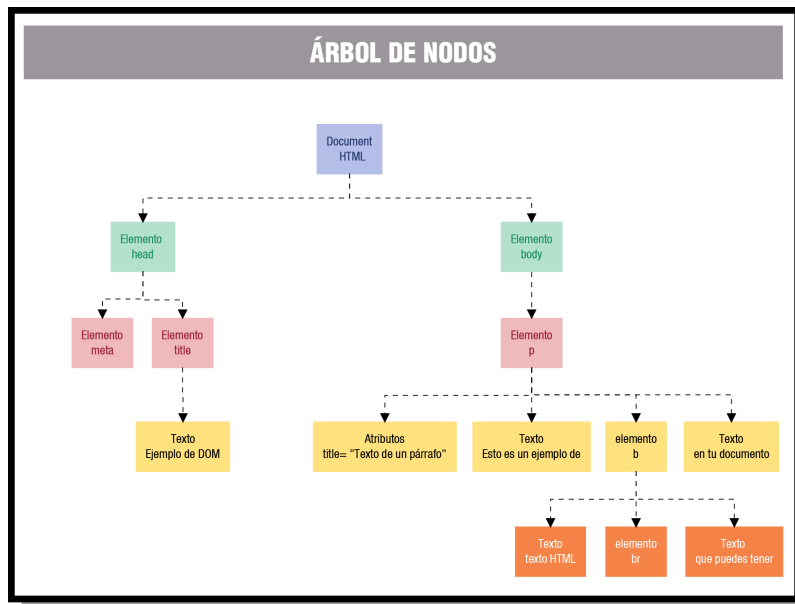 ÁRBOL DE NODOS
Document
HTML
Elemento
head
Elemento
body
Elemento
meta
Elemento
title
Elemento
p
Texto
Ejemplo de DOM
Atributos
title= "Texto de un párrafo"
Texto
Esto es un ejemplo de
elemento
b
Texto
en tu documento
Texto
texto HTML
elemento
br
Texto
que puedes tener